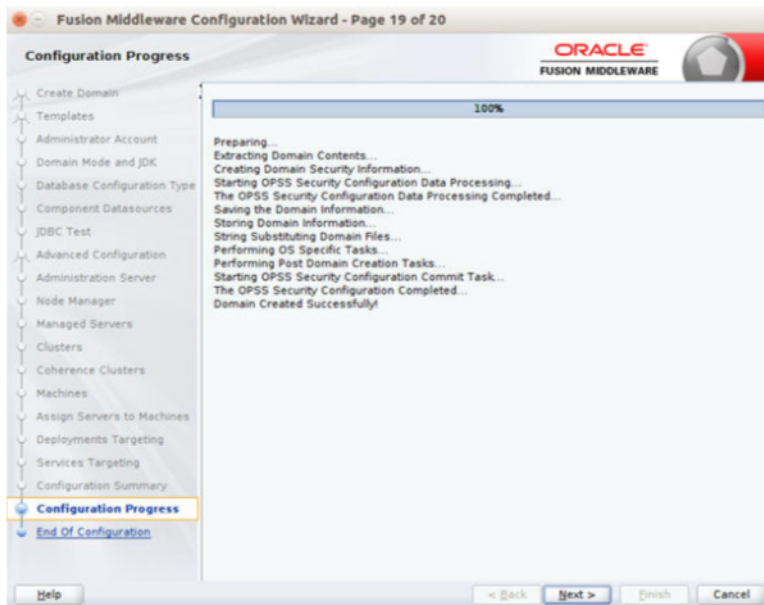 Fusion Middleware Configuration Wizard - Page 19 of 20
Configuration Progress
ORACLE
FUSION MIDDLEWARE
Create Domain
Templates
Administrator Account
Domain Mode and JDK
Database Configuration Type
Component Datasources
JDBC Test
Advanced Configuration
Administration Server
Node Manager
Managed Servers
Clusters
Coherence Clusters
Machines
Assign Servers to Machines
Deployments Targeting
Services Targeting
Configuration Summary
Configuration Progress
End Of Configuration
100%
Preparing...
Extracting Domain Contents...
Creating Domain Security Information...
Starting OPSS Security Configuration Data Processing...
The OPSS Security Configuration Data Processing Completed...
Saving the Domain Information...
Storing Domain Information...
String Substituting Domain Files...
Performing OS Specific Tasks...
Performing Post Domain Creation Tasks...
Starting OPSS Security Configuration Commit Task...
The OPSS Security Configuration Completed...
Domain Created Successfully!
Help
< Back
Next >
Finish
Cancel